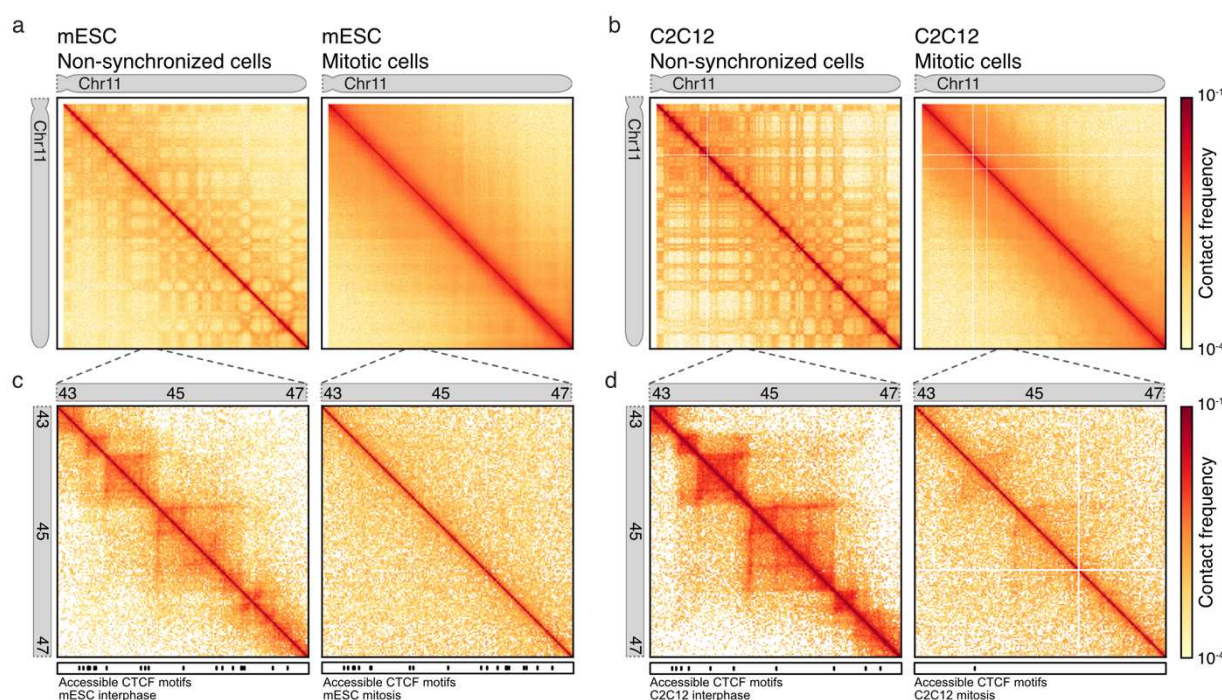 a
mESC
Non-synchronized cells
mESC
Mitotic cells
b
C2C12
Non-synchronized cells
C2C12
Mitotic cells
Chr11
Chr11
Chr11
Chr11
Chr11
Chr11
10⁻¹
Contact frequency
10⁻⁴
c
43 45 47
43 45 47
d
43 45 47
43 45 47
43
45
47
43
45
47
10⁻¹
Contact frequency
10⁻⁴
Accessible CTCF motifs
mESC interphase
Accessible CTCF motifs
mESC mitosis
Accessible CTCF motifs
C2C12 interphase
Accessible CTCF motifs
C2C12 mitosis